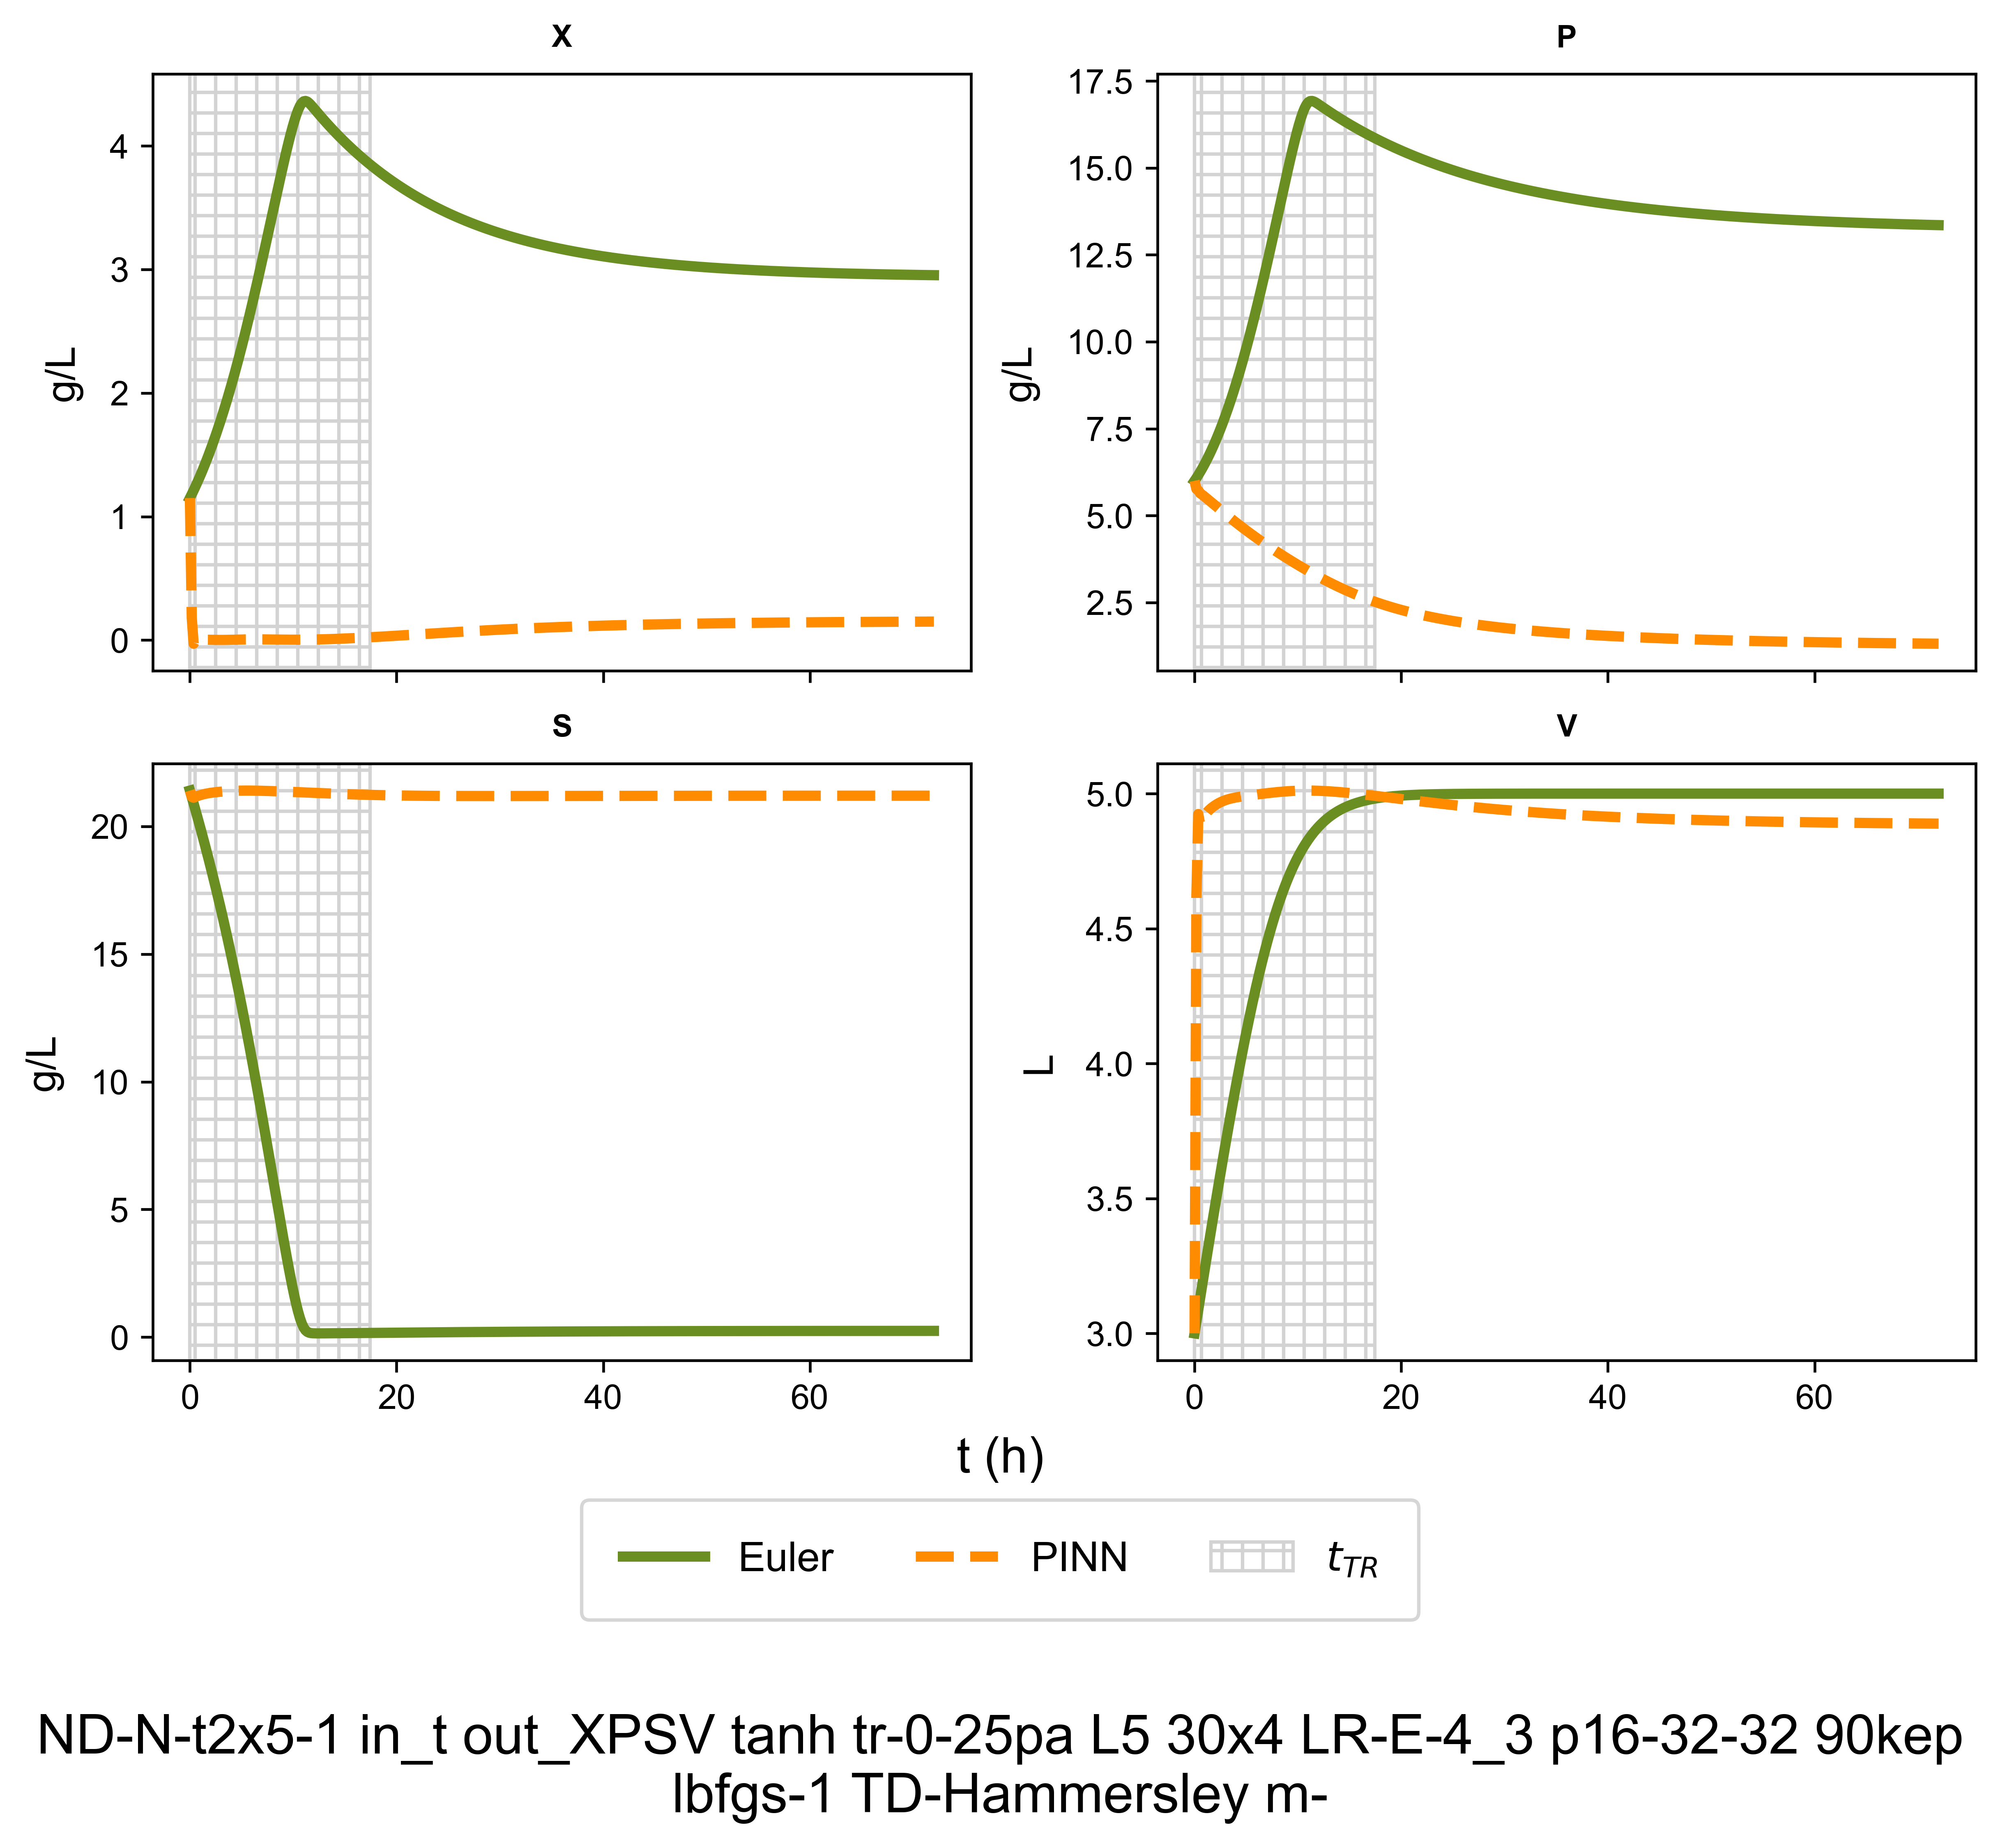 X
4
3
2
1
0
g/L
P
17.5
15.0
12.5
10.0
7.5
5.0
2.5
g/L
S
20
15
10
5
0
g/L
0 20 40 60
V
5.0
4.5
4.0
3.5
3.0
L
0 20 40 60
t (h)
Euler PINN t_TR
ND-N-t2x5-1 in_t out_XPSV tanh tr-0-25pa L5 30x4 LR-E-4_3 p16-32-32 90kep
lbfgs-1 TD-Hammersley m-